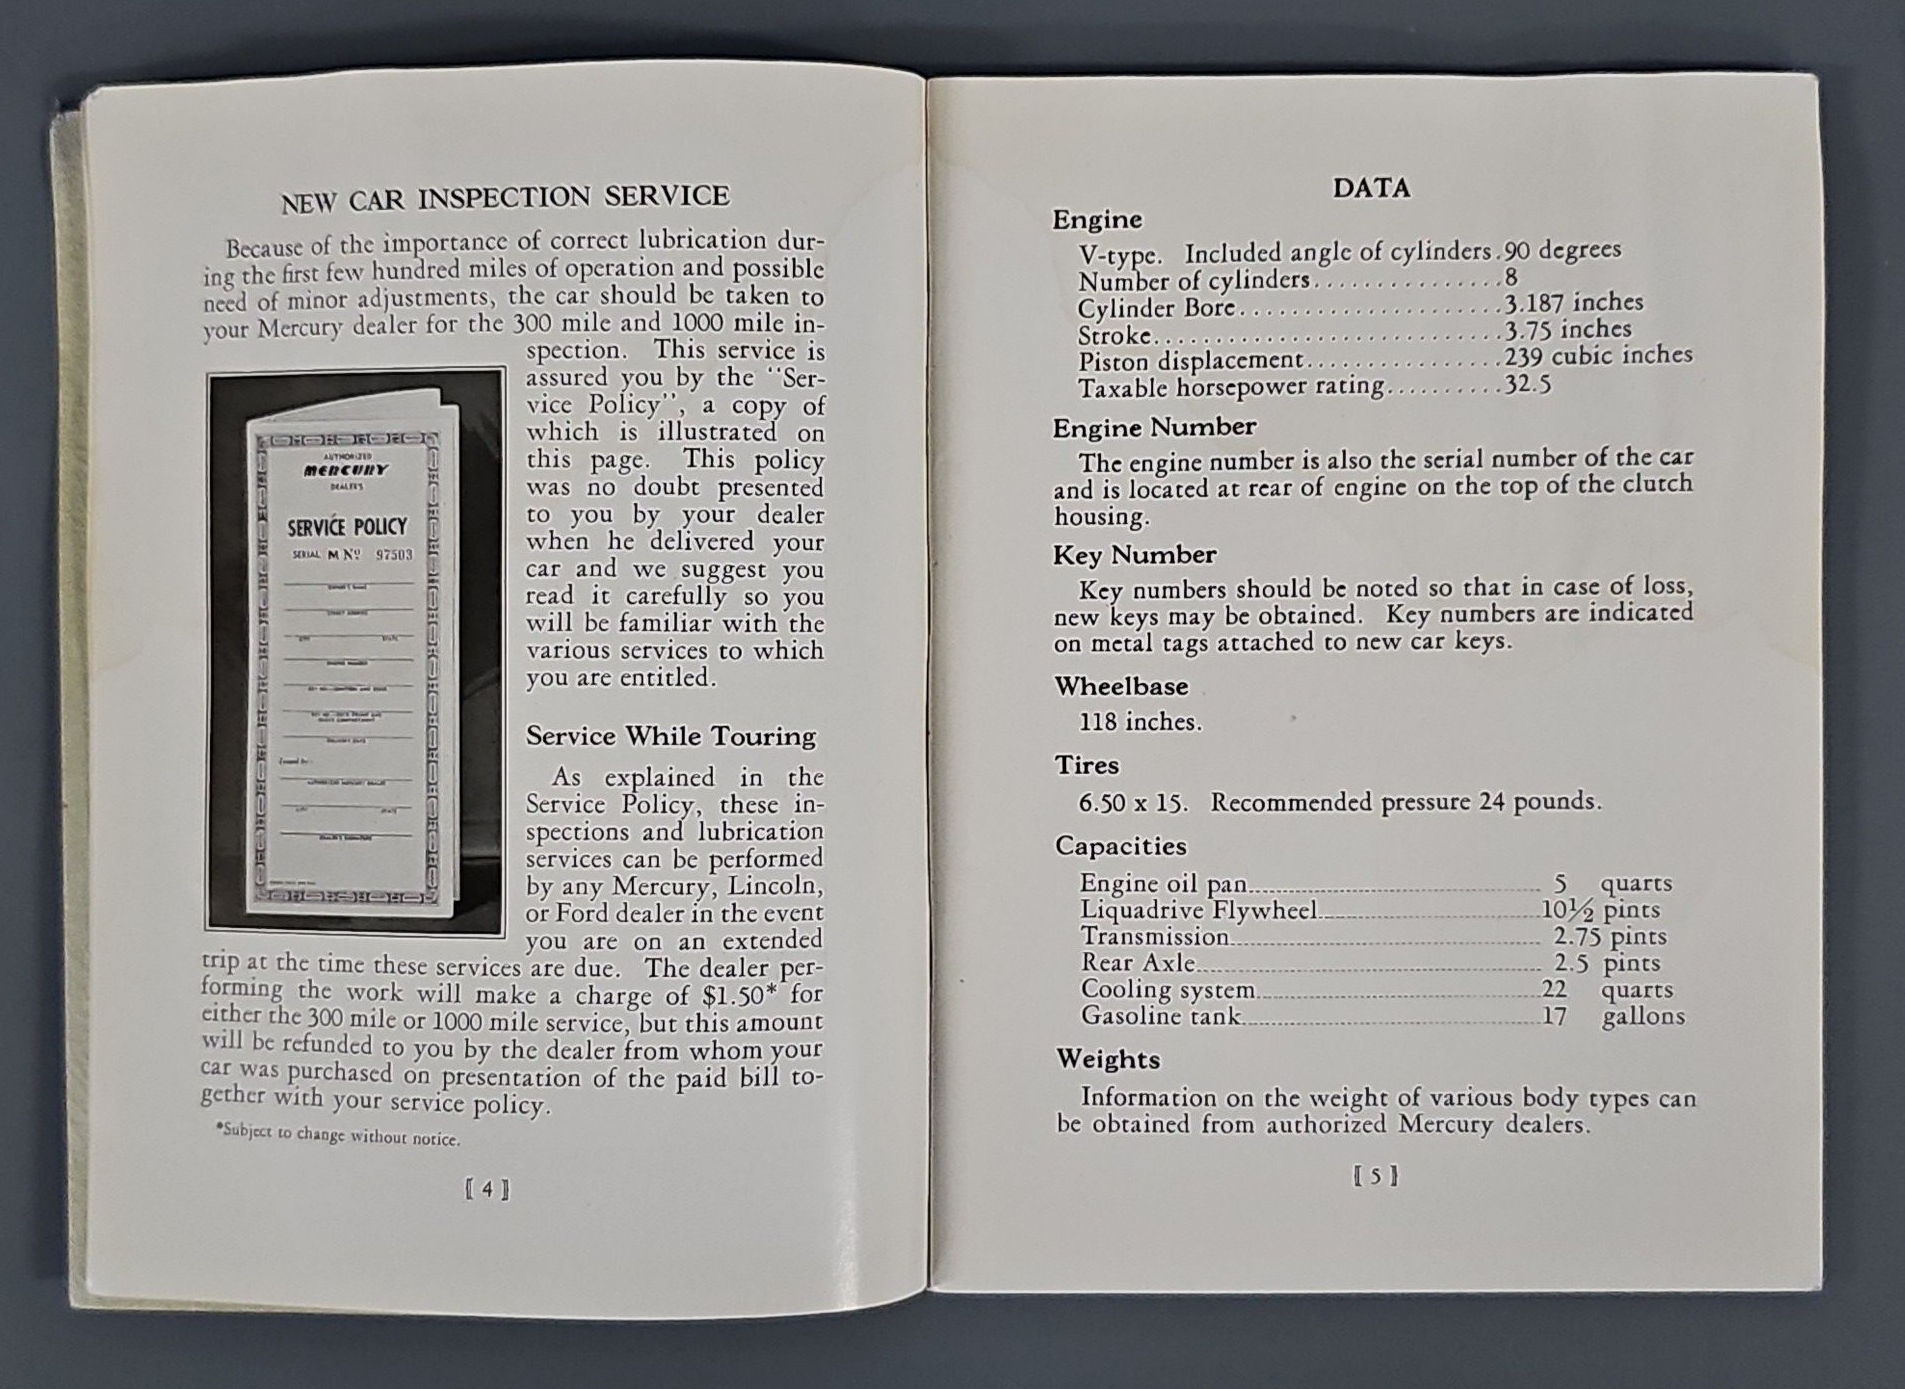 NEW CAR INSPECTION SERVICE
Because of the importance of correct lubrication dur-
ing the first few hundred miles of operation and possible
need of minor adjustments, the car should be taken to
your Mercury dealer for the 300 mile and 1000 mile in-
spection. This service is
assured you by the "Ser-
vice Policy", a copy of
which is illustrated on
this page. This policy
was no doubt presented
to you by your dealer
when he delivered your
car and we suggest you
read it carefully so you
will be familiar with the
various services to which
you are entitled.
AUTHORIZED
MERCURY
DEALER'S
SERVICE POLICY
SERIAL M Nº 97503
Service While Touring
As explained in the
Service Policy, these in-
spections and lubrication
services can be performed
by any Mercury, Lincoln,
or Ford dealer in the event
you are on an extended
trip at the time these services are due. The dealer per-
forming the work will make a charge of $1.50* for
either the 300 mile or 1000 mile service, but this amount
will be refunded to you by the dealer from whom your
car was purchased on presentation of the paid bill to-
gether with your service policy.
*Subject to change without notice.
[4]
DATA
Engine
V-type. Included angle of cylinders.90 degrees
Number of cylinders...............8
Cylinder Bore.....................3.187 inches
Stroke............................3.75 inches
Piston displacement................239 cubic inches
Taxable horsepower rating..........32.5
Engine Number
The engine number is also the serial number of the car
and is located at rear of engine on the top of the clutch
housing.
Key Number
Key numbers should be noted so that in case of loss,
new keys may be obtained. Key numbers are indicated
on metal tags attached to new car keys.
Wheelbase
118 inches.
Tires
6.50 x 15. Recommended pressure 24 pounds.
Capacities
Engine oil pan 5 quarts
Liquadrive Flywheel 10½ pints
Transmission 2.75 pints
Rear Axle 2.5 pints
Cooling system 22 quarts
Gasoline tank 17 gallons
Weights
Information on the weight of various body types can
be obtained from authorized Mercury dealers.
[5]